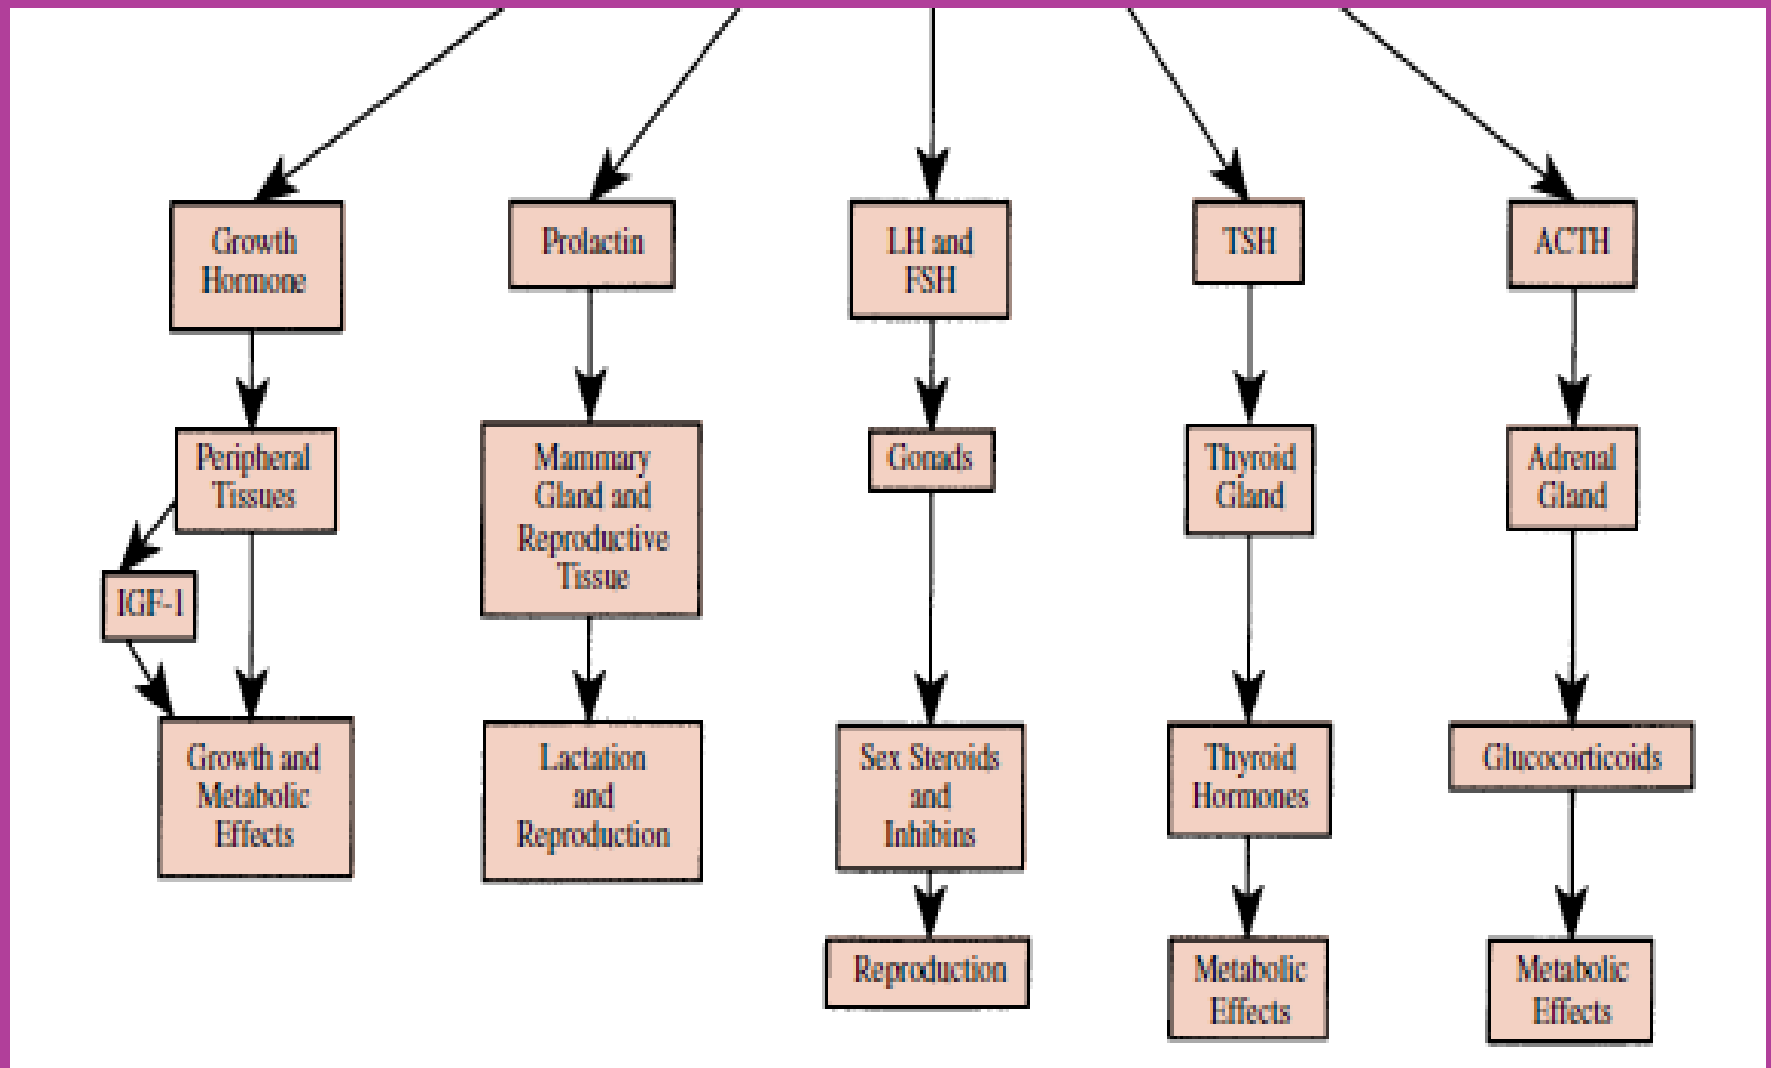 Growth
Hormone
Prolactin
LH and
FSH
TSH
ACTH
Peripheral
Tissues
Mammary
Gland and
Reproductive
Tissue
Gonads
Thyroid
Gland
Adrenal
Gland
IGF-1
Growth and
Metabolic
Effects
Lactation
and
Reproduction
Sex Steroids
and
Inhibins
Thyroid
Hormones
Glucocorticoids
Reproduction
Metabolic
Effects
Metabolic
Effects